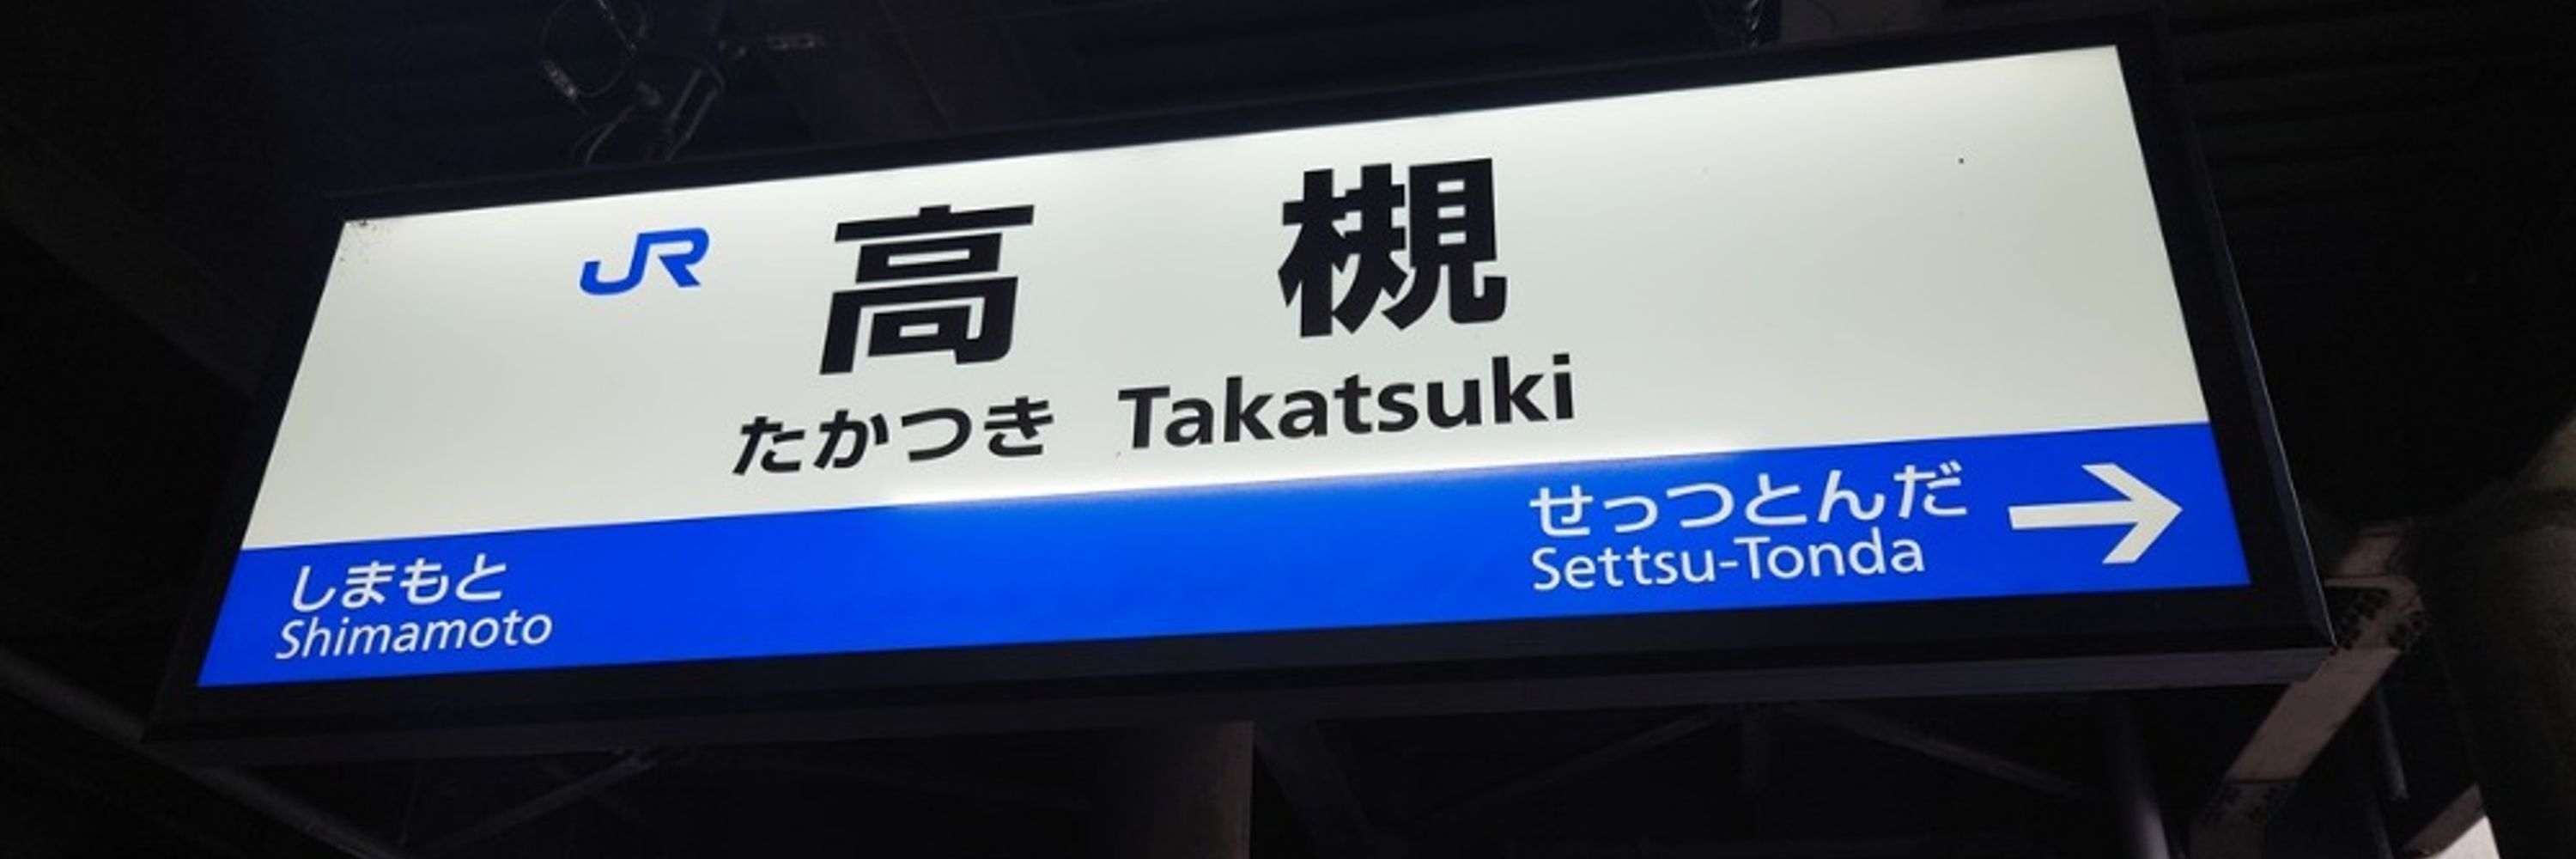 JR 高槻
たかつき Takatsuki
しまもと
Shimamoto
せっつとんだ →
Settsu-Tonda